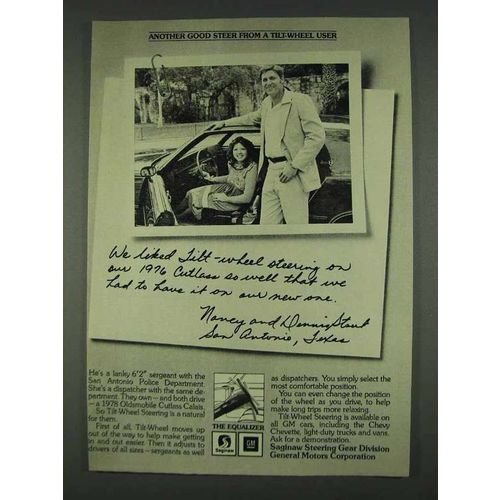 ANOTHER GOOD STEER FROM A TILT-WHEEL USER
We liked Tilt-wheel steering on
our 1976 Cutlass so well that we
had to have it on our new one.
Nancy and Dennis Stout
San Antonio, Texas
He's a lanky 6'2" sergeant with the
San Antonio Police Department.
She's a dispatcher with the same de-
partment. They own – and both drive
– a 1978 Oldsmobile Cutlass Calais.
So Tilt-Wheel Steering is a natural
for them.
First of all, Tilt-Wheel moves up
out of the way to help make getting
in and out easier. Then it adjusts to
drivers of all sizes – sergeants as well
THE EQUALIZER
Saginaw
GM
as dispatchers. You simply select the
most comfortable position.
You can even change the position
of the wheel as you drive, to help
make long trips more relaxing.
Tilt-Wheel Steering is available on
all GM cars, including the Chevy
Chevette, light-duty trucks and vans.
Ask for a demonstration.
Saginaw Steering Gear Division
General Motors Corporation